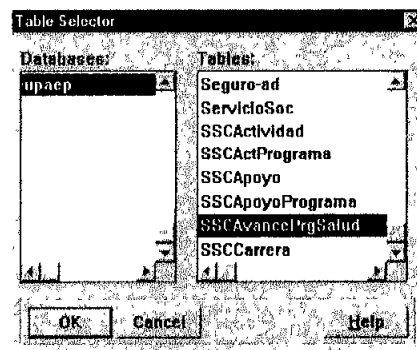 Table Selector
Databases:
upaep
Tables:
Seguro-ad
ServicioSoc
SSCActividad
SSCActPrograma
SSCApoyo
SSCApoyoPrograma
SSCAvancePrgSalud
SSCCarrera
OK
Cancel
Help